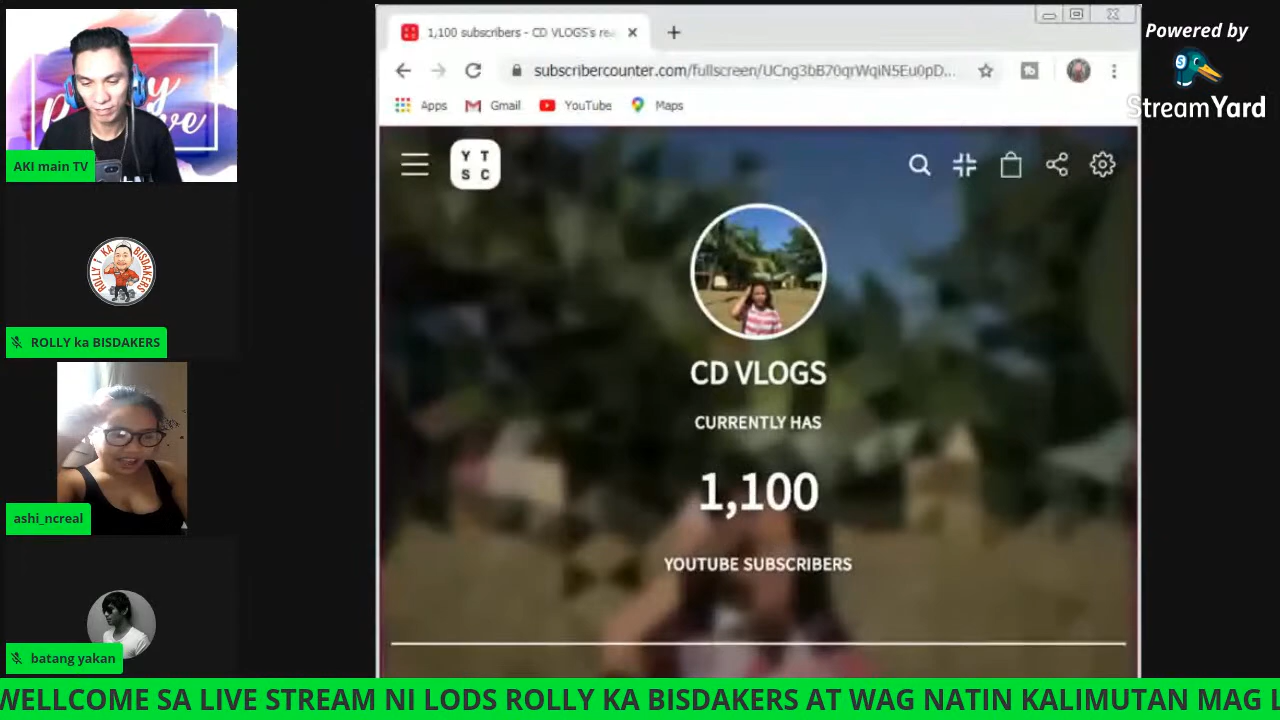 AKI main TV
ROLLY ka BISDAKERS
ashi_ncreal
batang yakan
1,100 subscribers - CD VLOGS's re
subscribercounter.com/fullscreen/UCng3bB70qrWqiN5Eu0pD...
Apps
Gmail
YouTube
Maps
Y T
S C
CD VLOGS
CURRENTLY HAS
1,100
YOUTUBE SUBSCRIBERS
Powered by
StreamYard
WELLCOME SA LIVE STREAM NI LODS ROLLY KA BISDAKERS AT WAG NATIN KALIMUTAN MAG L